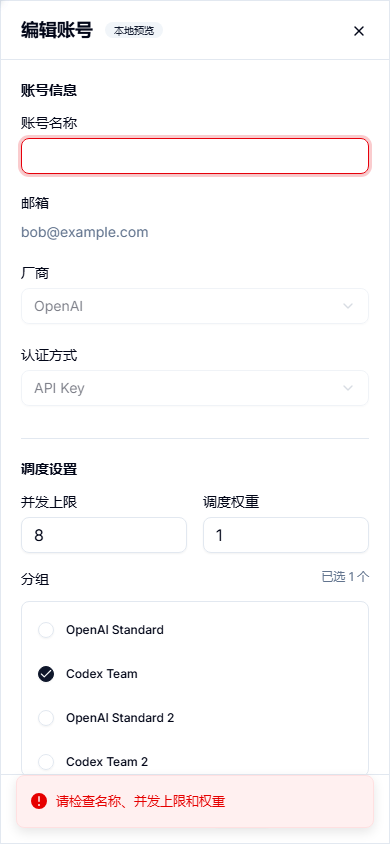 编辑账号 本地预览
账号信息
账号名称
邮箱
bob@example.com
厂商
OpenAI
认证方式
API Key
调度设置
并发上限 调度权重
8 1
分组 已选 1 个
OpenAI Standard
Codex Team
OpenAI Standard 2
Codex Team 2
请检查名称、并发上限和权重